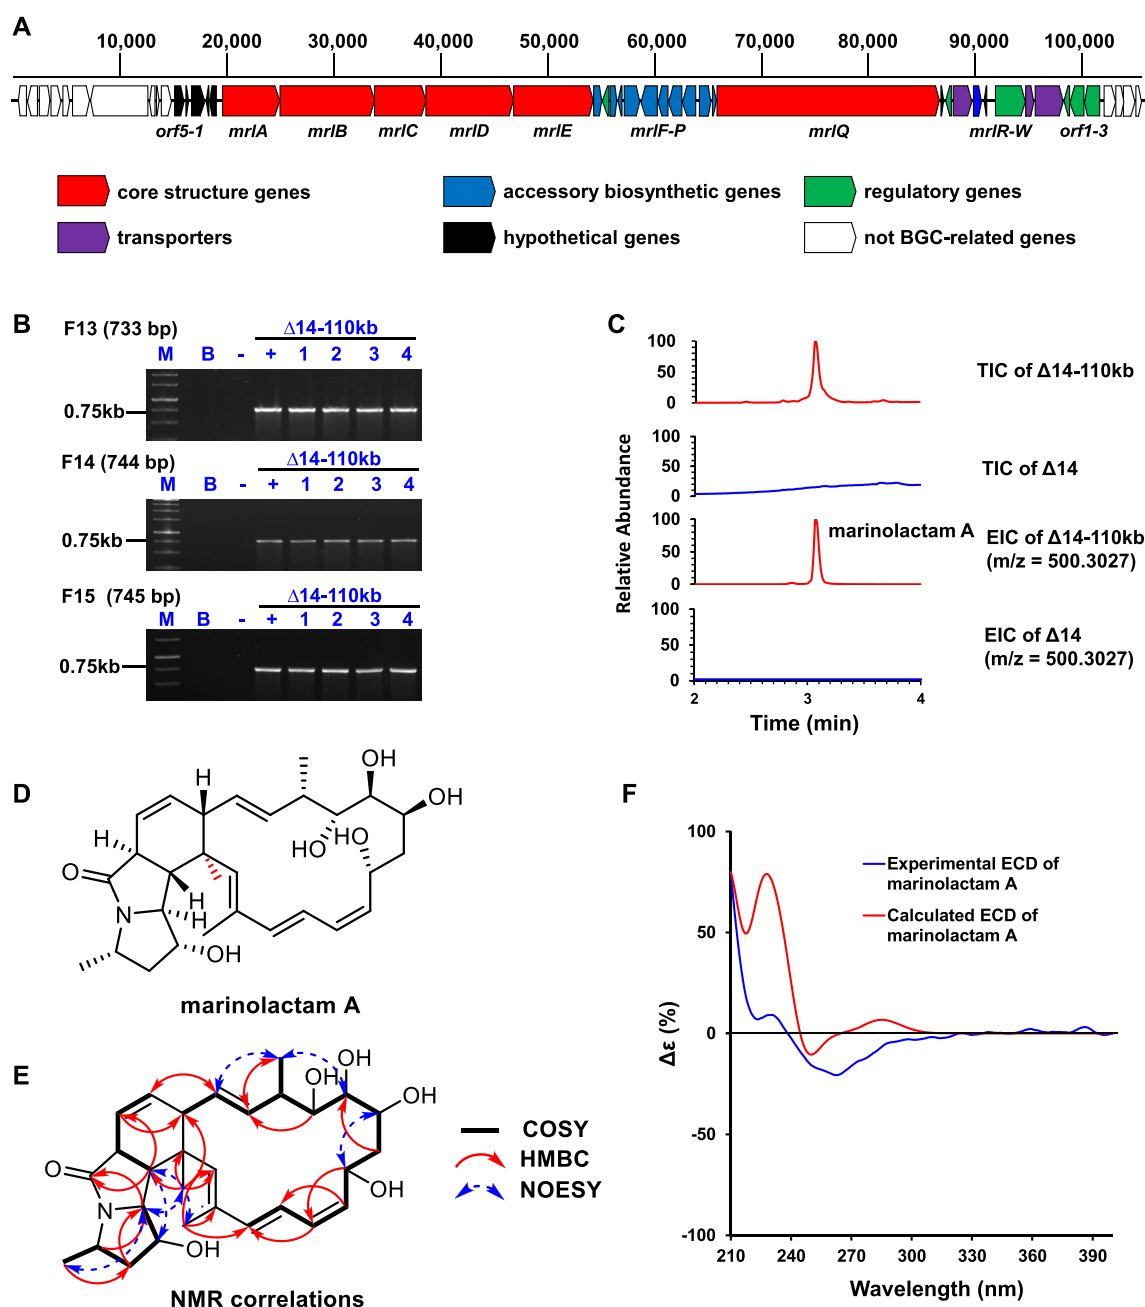 A
10,000 20,000 30,000 40,000 50,000 60,000 70,000 80,000 90,000 100,000
orf5-1 mrlA mrlB mrlC mrlD mrlE mrlF-P mrlQ mrlR-W orf1-3
core structure genes accessory biosynthetic genes regulatory genes
transporters hypothetical genes not BGC-related genes
B
F13 (733 bp) Δ14-110kb
M B - + 1 2 3 4
0.75kb
F14 (744 bp) Δ14-110kb
M B - + 1 2 3 4
0.75kb
F15 (745 bp) Δ14-110kb
M B - + 1 2 3 4
0.75kb
C
Relative Abundance
100
50
0
TIC of Δ14-110kb
100
50
0
TIC of Δ14
100
50
0
marinolactam A
EIC of Δ14-110kb
(m/z = 500.3027)
100
50
0
EIC of Δ14
(m/z = 500.3027)
2 3 4
Time (min)
D
H
OH
OH
H
HO
HO
O
H
H
N
OH
marinolactam A
E
OH
HO
OH
O
OH
N
OH
COSY
HMBC
NOESY
NMR correlations
F
Δε (%)
100
50
0
-50
-100
Experimental ECD of
marinolactam A
Calculated ECD of
marinolactam A
210 240 270 300 330 360 390
Wavelength (nm)